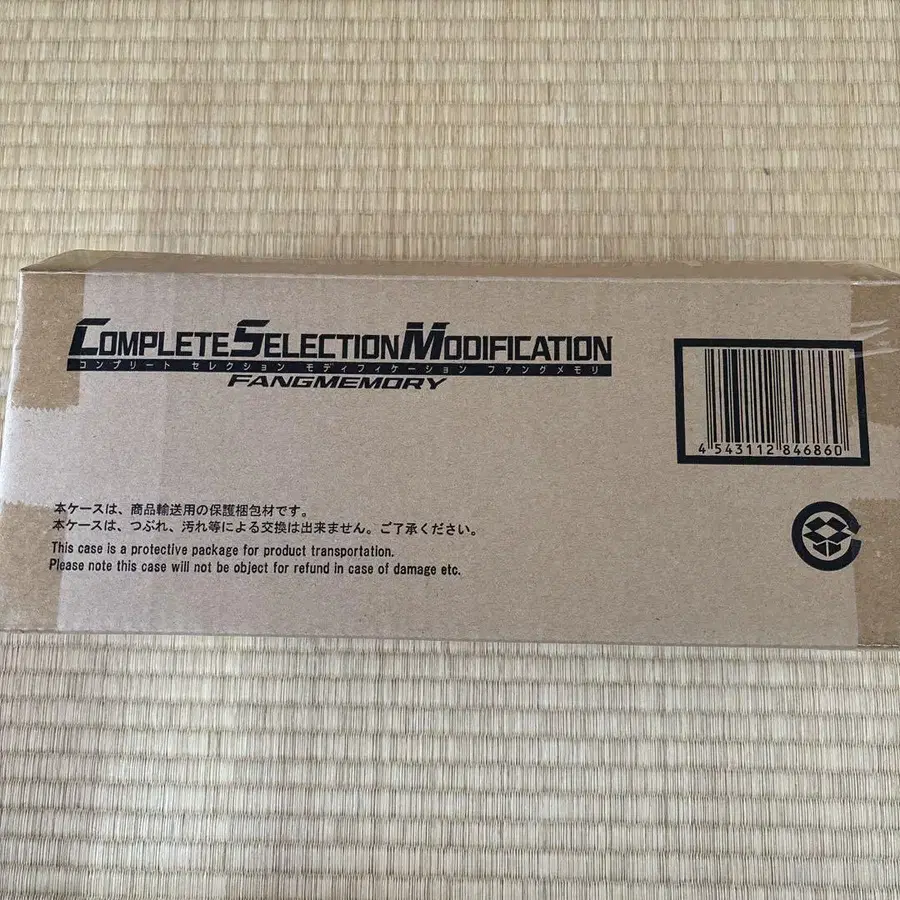 COMPLETE SELECTION MODIFICATION
コンプリート セレクション モディフィケーション ファングメモリ
FANGMEMORY
4 543112 846860
本ケースは、商品輸送用の保護梱包材です。
本ケースは、つぶれ、汚れ等による交換は出来ません。ご了承ください。
This case is a protective package for product transportation.
Please note this case will not be object for refund in case of damage etc.